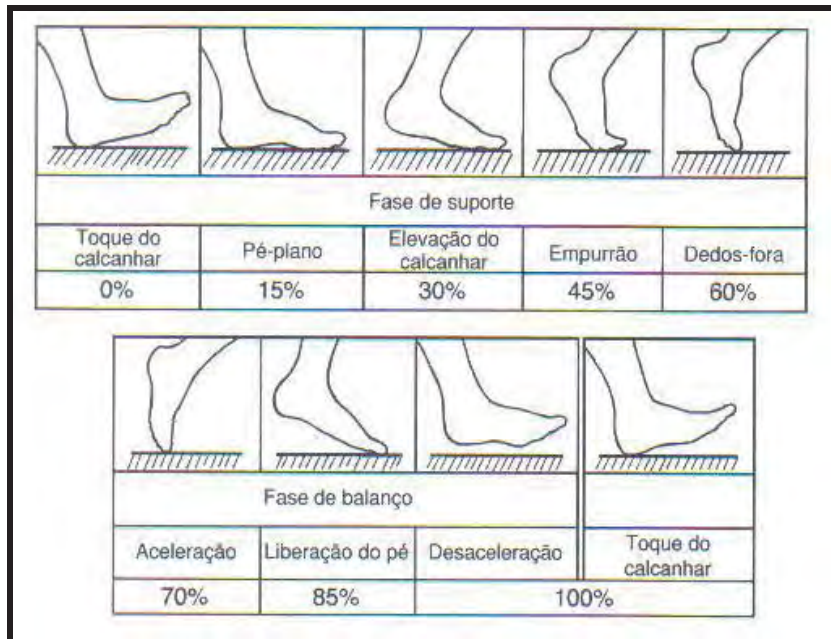 Fase de suporte
Toque do calcanhar
Pé-plano
Elevação do calcanhar
Empurrão
Dedos-fora
0%
15%
30%
45%
60%
Fase de balanço
Aceleração
Liberação do pé
Desaceleração
Toque do calcanhar
70%
85%
100%